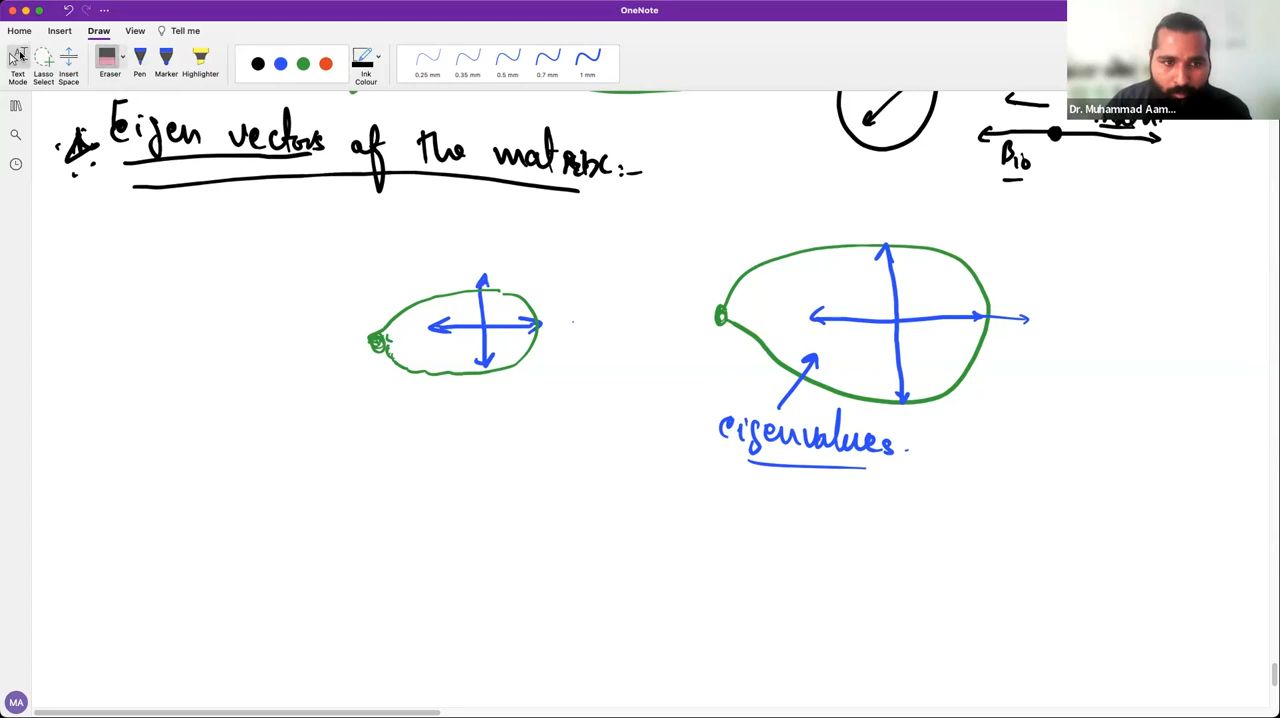 OneNote
Home Insert Draw View Tell me
Text Mode
Lasso Select
Insert Space
Eraser
Pen
Marker
Highlighter
Ink Colour
0.25 mm
0.35 mm
0.5 mm
0.7 mm
1 mm
Dr. Muhammad Aam...
Eigen vectors of the matrix:-
Bio
eigenvalues.
MA